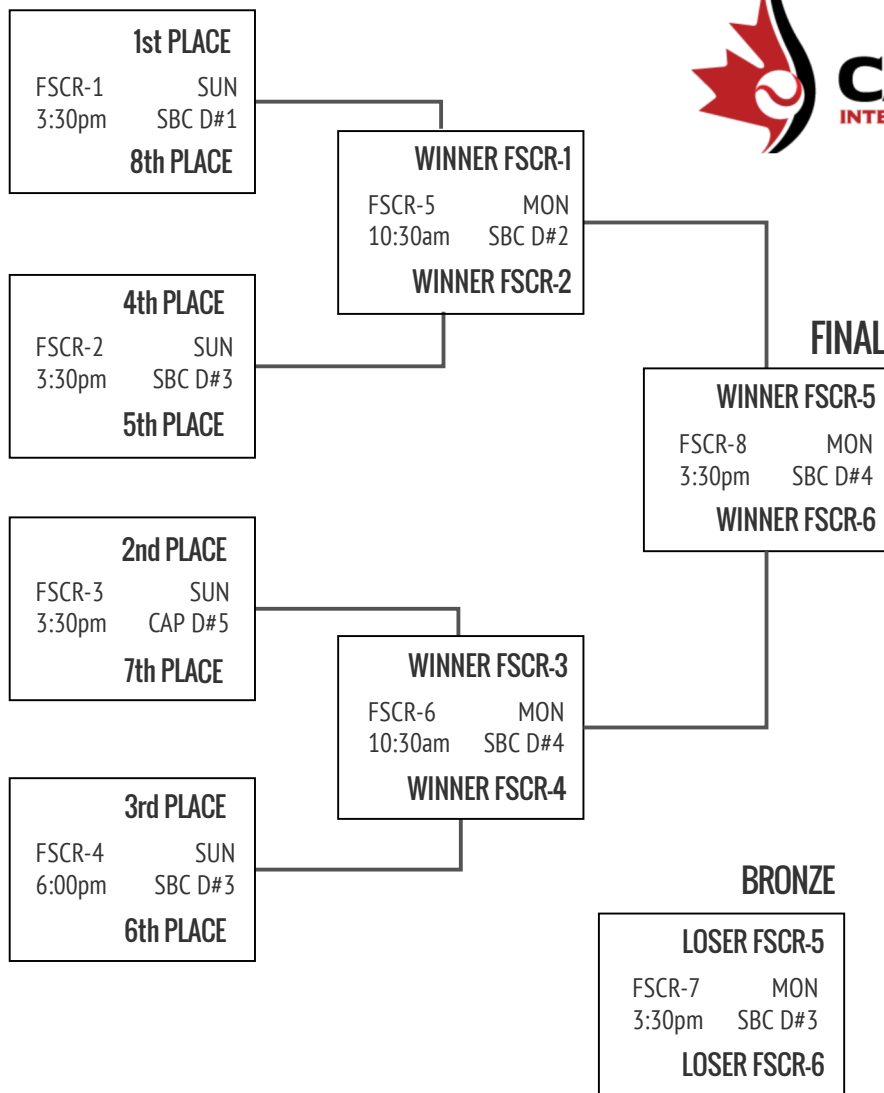 1st PLACE
FSCR-1 SUN
3:30pm SBC D#1
8th PLACE
4th PLACE
FSCR-2 SUN
3:30pm SBC D#3
5th PLACE
2nd PLACE
FSCR-3 SUN
3:30pm CAP D#5
7th PLACE
3rd PLACE
FSCR-4 SUN
6:00pm SBC D#3
6th PLACE
WINNER FSCR-1
FSCR-5 MON
10:30am SBC D#2
WINNER FSCR-2
WINNER FSCR-3
FSCR-6 MON
10:30am SBC D#4
WINNER FSCR-4
FINAL
WINNER FSCR-5
FSCR-8 MON
3:30pm SBC D#4
WINNER FSCR-6
BRONZE
LOSER FSCR-5
FSCR-7 MON
3:30pm SBC D#3
LOSER FSCR-6